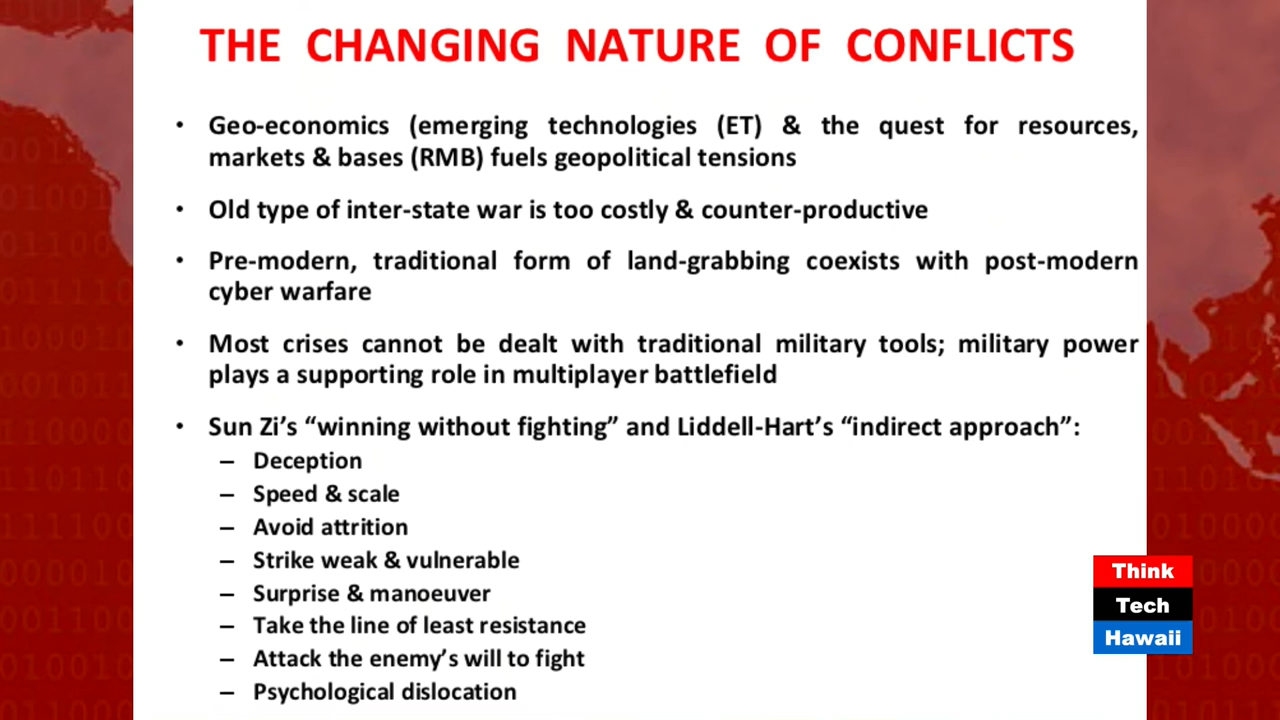 THE CHANGING NATURE OF CONFLICTS
• Geo-economics (emerging technologies (ET) & the quest for resources,
markets & bases (RMB) fuels geopolitical tensions
• Old type of inter-state war is too costly & counter-productive
• Pre-modern, traditional form of land-grabbing coexists with post-modern
cyber warfare
• Most crises cannot be dealt with traditional military tools; military power
plays a supporting role in multiplayer battlefield
• Sun Zi’s “winning without fighting” and Liddell-Hart’s “indirect approach”:
– Deception
– Speed & scale
– Avoid attrition
– Strike weak & vulnerable
– Surprise & manoeuver
– Take the line of least resistance
– Attack the enemy’s will to fight
– Psychological dislocation
Think
Tech
Hawaii